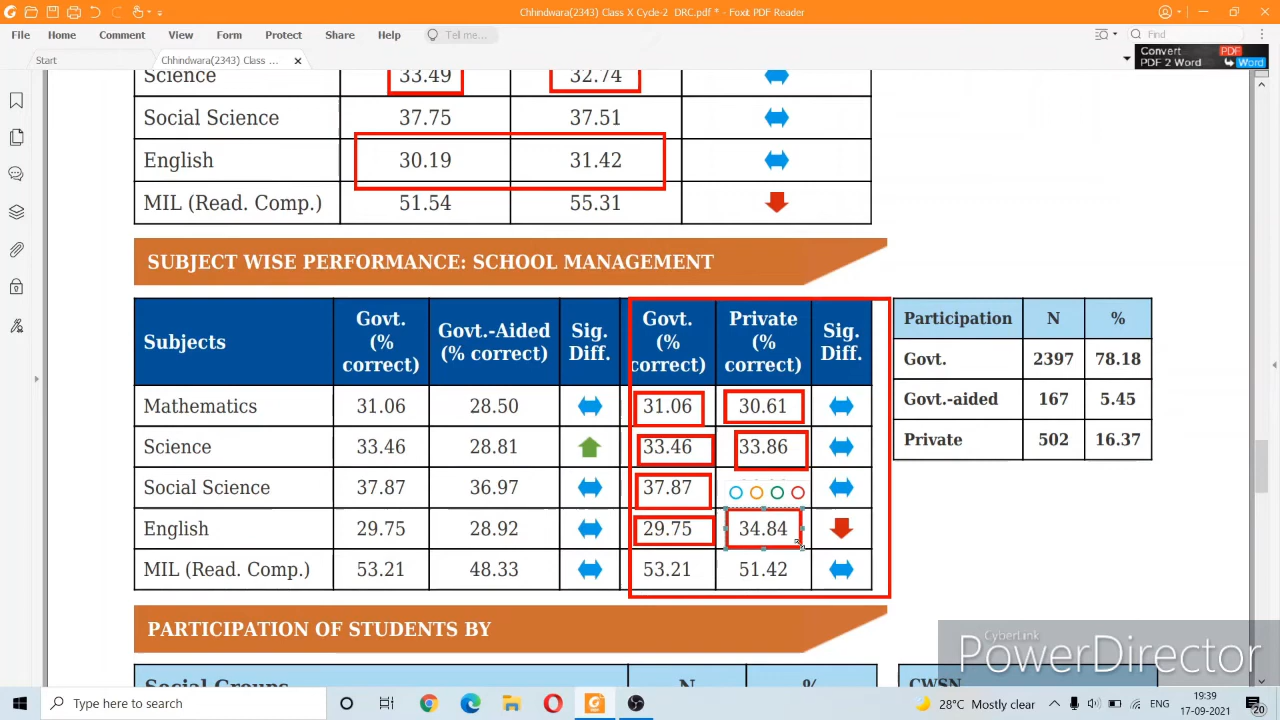 Chhindwara(2343) Class X Cycle-2 DRC.pdf * - Foxit PDF Reader
File Home Comment View Form Protect Share Help Tell me... Find
Start Chhindwara(2343) Class ...
Convert PDF
PDF 2 Word Word
Science 33.49 32.74
Social Science 37.75 37.51
English 30.19 31.42
MIL (Read. Comp.) 51.54 55.31
SUBJECT WISE PERFORMANCE: SCHOOL MANAGEMENT
Subjects Govt. (% correct) Govt.-Aided (% correct) Sig. Diff. Govt. (% correct) Private (% correct) Sig. Diff.
Mathematics 31.06 28.50 31.06 30.61
Science 33.46 28.81 33.46 33.86
Social Science 37.87 36.97 37.87
English 29.75 28.92 29.75 34.84
MIL (Read. Comp.) 53.21 48.33 53.21 51.42
Participation N %
Govt. 2397 78.18
Govt.-aided 167 5.45
Private 502 16.37
PARTICIPATION OF STUDENTS BY
Social Groups N % CWSN
CyberLink
PowerDirector
Type here to search
28°C Mostly clear ENG 19:39
17-09-2021 20